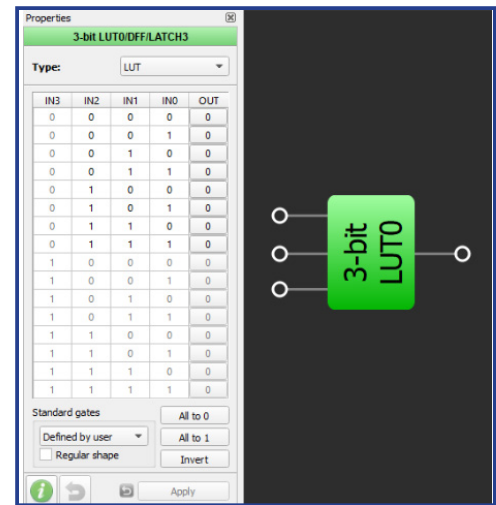 Properties
3-bit LUT0/DFF/LATCH3
Type: LUT
IN3 IN2 IN1 IN0 OUT
0 0 0 0 0
0 0 0 1 0
0 0 1 0 0
0 0 1 1 0
0 1 0 0 0
0 1 0 1 0
0 1 1 0 0
0 1 1 1 0
1 0 0 0 0
1 0 0 1 0
1 0 1 0 0
1 0 1 1 0
1 1 0 0 0
1 1 0 1 0
1 1 1 0 0
1 1 1 1 0
Standard gates
All to 0
Defined by user
All to 1
Regular shape
Invert
Apply
3-bit
LUT0